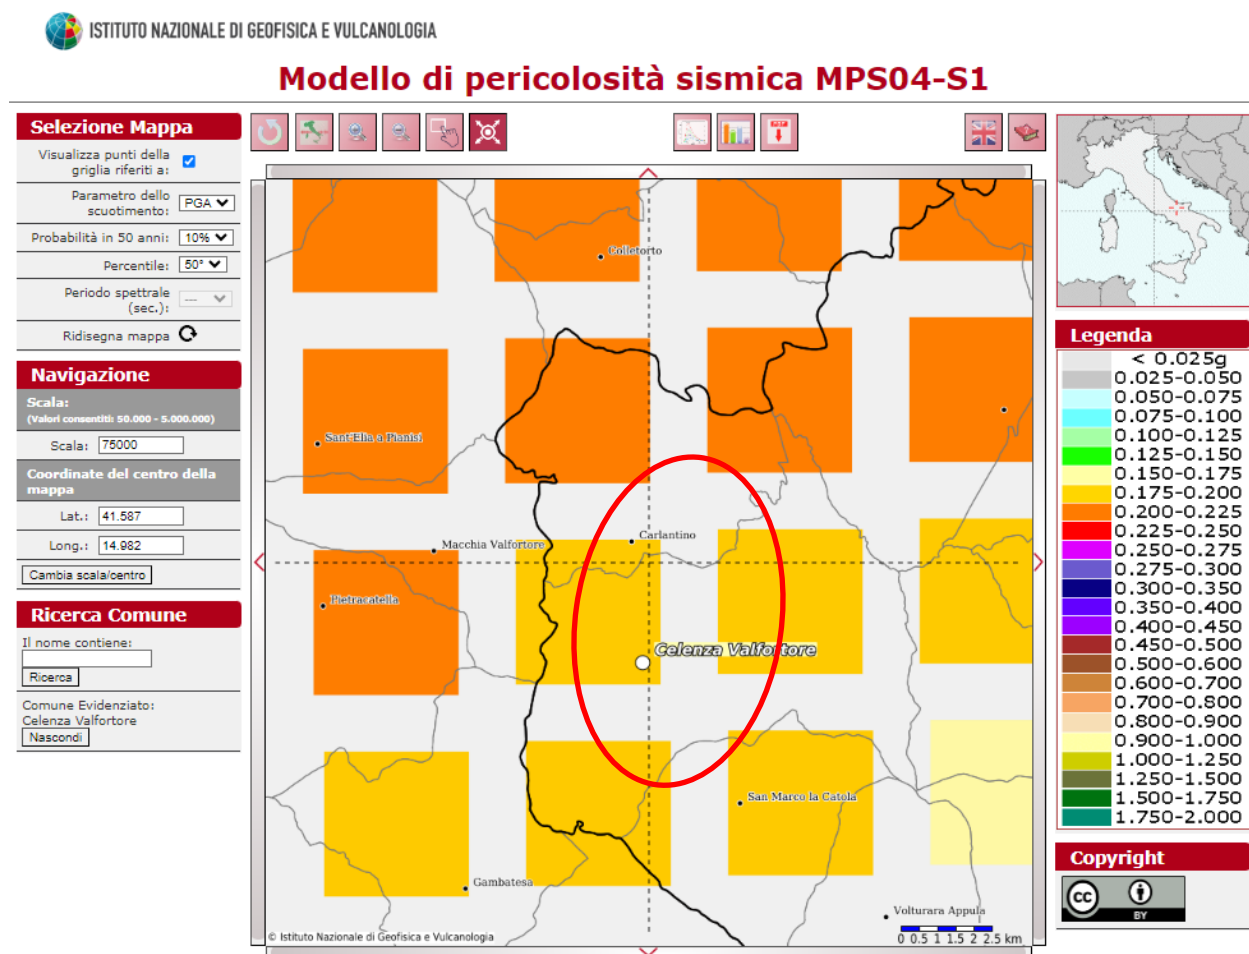 ISTITUTO NAZIONALE DI GEOFISICA E VULCANOLOGIA
Modello di pericolosità sismica MPS04-S1
Selezione Mappa
Visualizza punti della
griglia riferiti a:
Parametro dello
scuotimento: PGA
Probabilità in 50 anni: 10%
Percentile: 50°
Periodo spettrale
(sec.): ---
Ridisegna mappa
Navigazione
Scala:
(Valori consentiti: 50.000 - 5.000.000)
Scala: 75000
Coordinate del centro della
mappa
Lat.: 41.587
Long.: 14.982
Cambia scala/centro
Ricerca Comune
Il nome contiene:
Ricerca
Comune Evidenziato:
Celenza Valfortore
Nascondi
PDF
Colletorto
Sant'Elia a Pianisi
Carlantino
Macchia Valfortore
Pietracatella
Celenza Valfortore
San Marco la Catola
Gambatesa
Volturara Appula
© Istituto Nazionale di Geofisica e Vulcanologia
0 0.5 1 1.5 2 2.5 km
Legenda
< 0.025g
0.025-0.050
0.050-0.075
0.075-0.100
0.100-0.125
0.125-0.150
0.150-0.175
0.175-0.200
0.200-0.225
0.225-0.250
0.250-0.275
0.275-0.300
0.300-0.350
0.350-0.400
0.400-0.450
0.450-0.500
0.500-0.600
0.600-0.700
0.700-0.800
0.800-0.900
0.900-1.000
1.000-1.250
1.250-1.500
1.500-1.750
1.750-2.000
Copyright
cc
BY